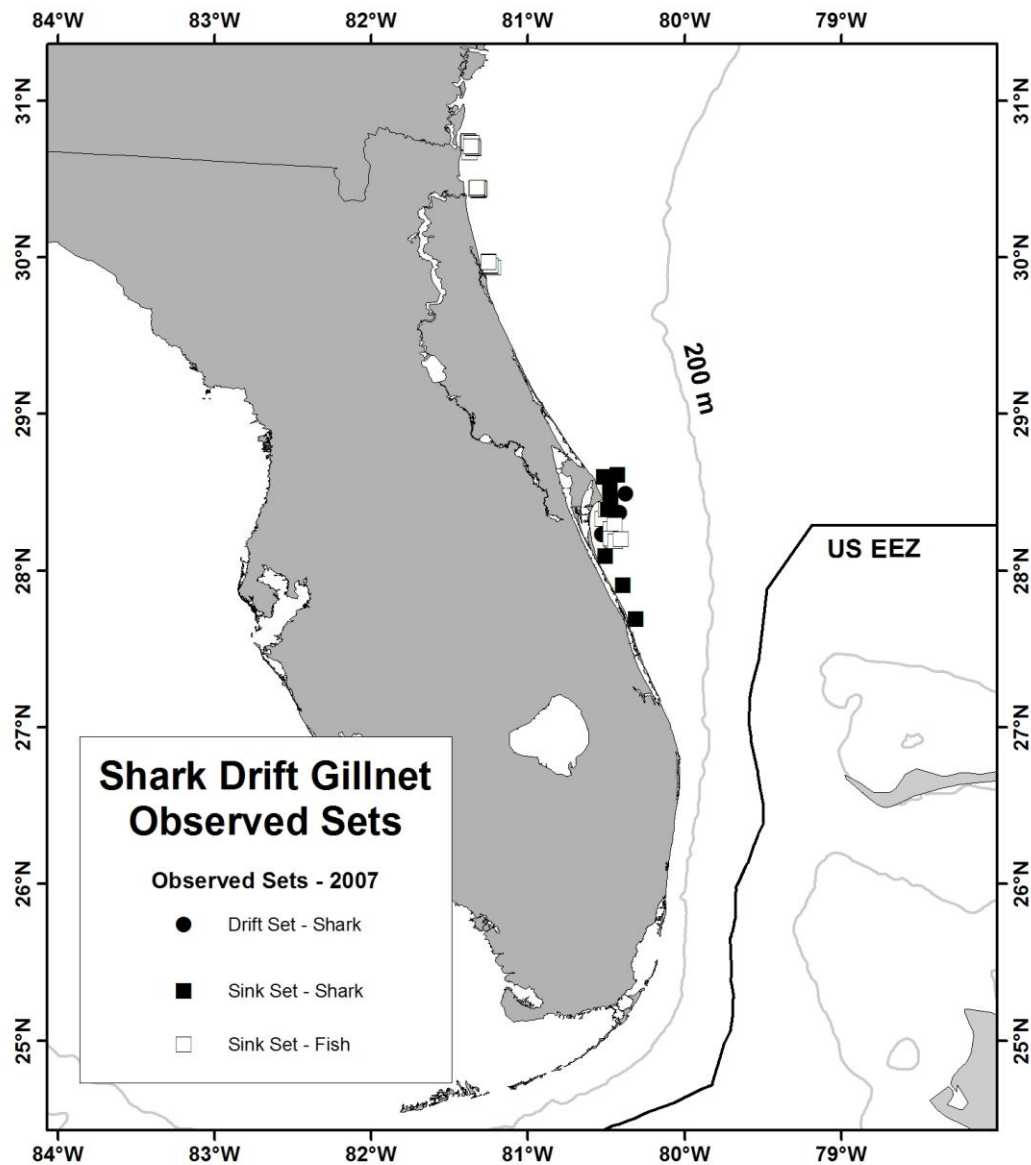 84°W 83°W 82°W 81°W 80°W 79°W
31°N 31°N
30°N 30°N
200 m
29°N 29°N
US EEZ
28°N 28°N
27°N 27°N
Shark Drift Gillnet
Observed Sets
26°N 26°N
Observed Sets - 2007
Drift Set - Shark
Sink Set - Shark
25°N 25°N
Sink Set - Fish
84°W 83°W 82°W 81°W 80°W 79°W